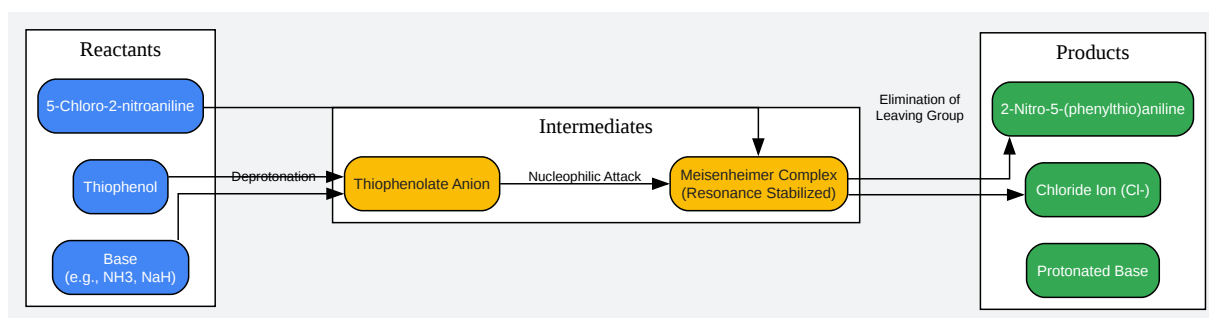 Reactants
5-Chloro-2-nitroaniline
Thiophenol
Base
(e.g., NH3, NaH)
Deprotonation
Intermediates
Thiophenolate Anion
Nucleophilic Attack
Meisenheimer Complex
(Resonance Stabilized)
Elimination of
Leaving Group
Products
2-Nitro-5-(phenylthio)aniline
Chloride Ion (Cl-)
Protonated Base